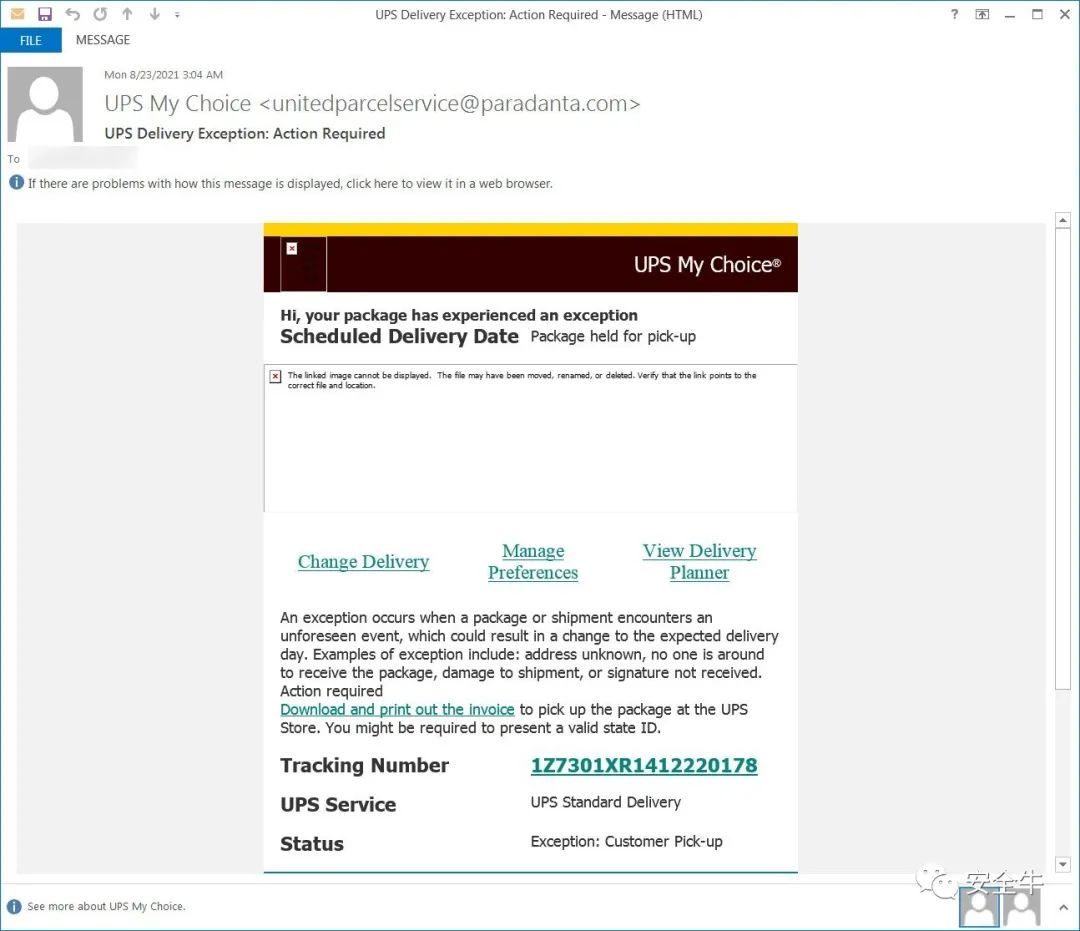 UPS Delivery Exception: Action Required - Message (HTML)
?
FILE MESSAGE
Mon 8/23/2021 3:04 AM
UPS My Choice <unitedparcelservice@paradanta.com>
UPS Delivery Exception: Action Required
To
If there are problems with how this message is displayed, click here to view it in a web browser.
UPS My Choice®
Hi, your package has experienced an exception
Scheduled Delivery Date Package held for pick-up
The linked image cannot be displayed. The file may have been moved, renamed, or deleted. Verify that the link points to the
correct file and location.
Change Delivery
Manage
Preferences
View Delivery
Planner
An exception occurs when a package or shipment encounters an
unforeseen event, which could result in a change to the expected delivery
day. Examples of exception include: address unknown, no one is around
to receive the package, damage to shipment, or signature not received.
Action required
Download and print out the invoice to pick up the package at the UPS
Store. You might be required to present a valid state ID.
Tracking Number 1Z7301XR1412220178
UPS Service UPS Standard Delivery
Status Exception: Customer Pick-up
安全牛
See more about UPS My Choice.